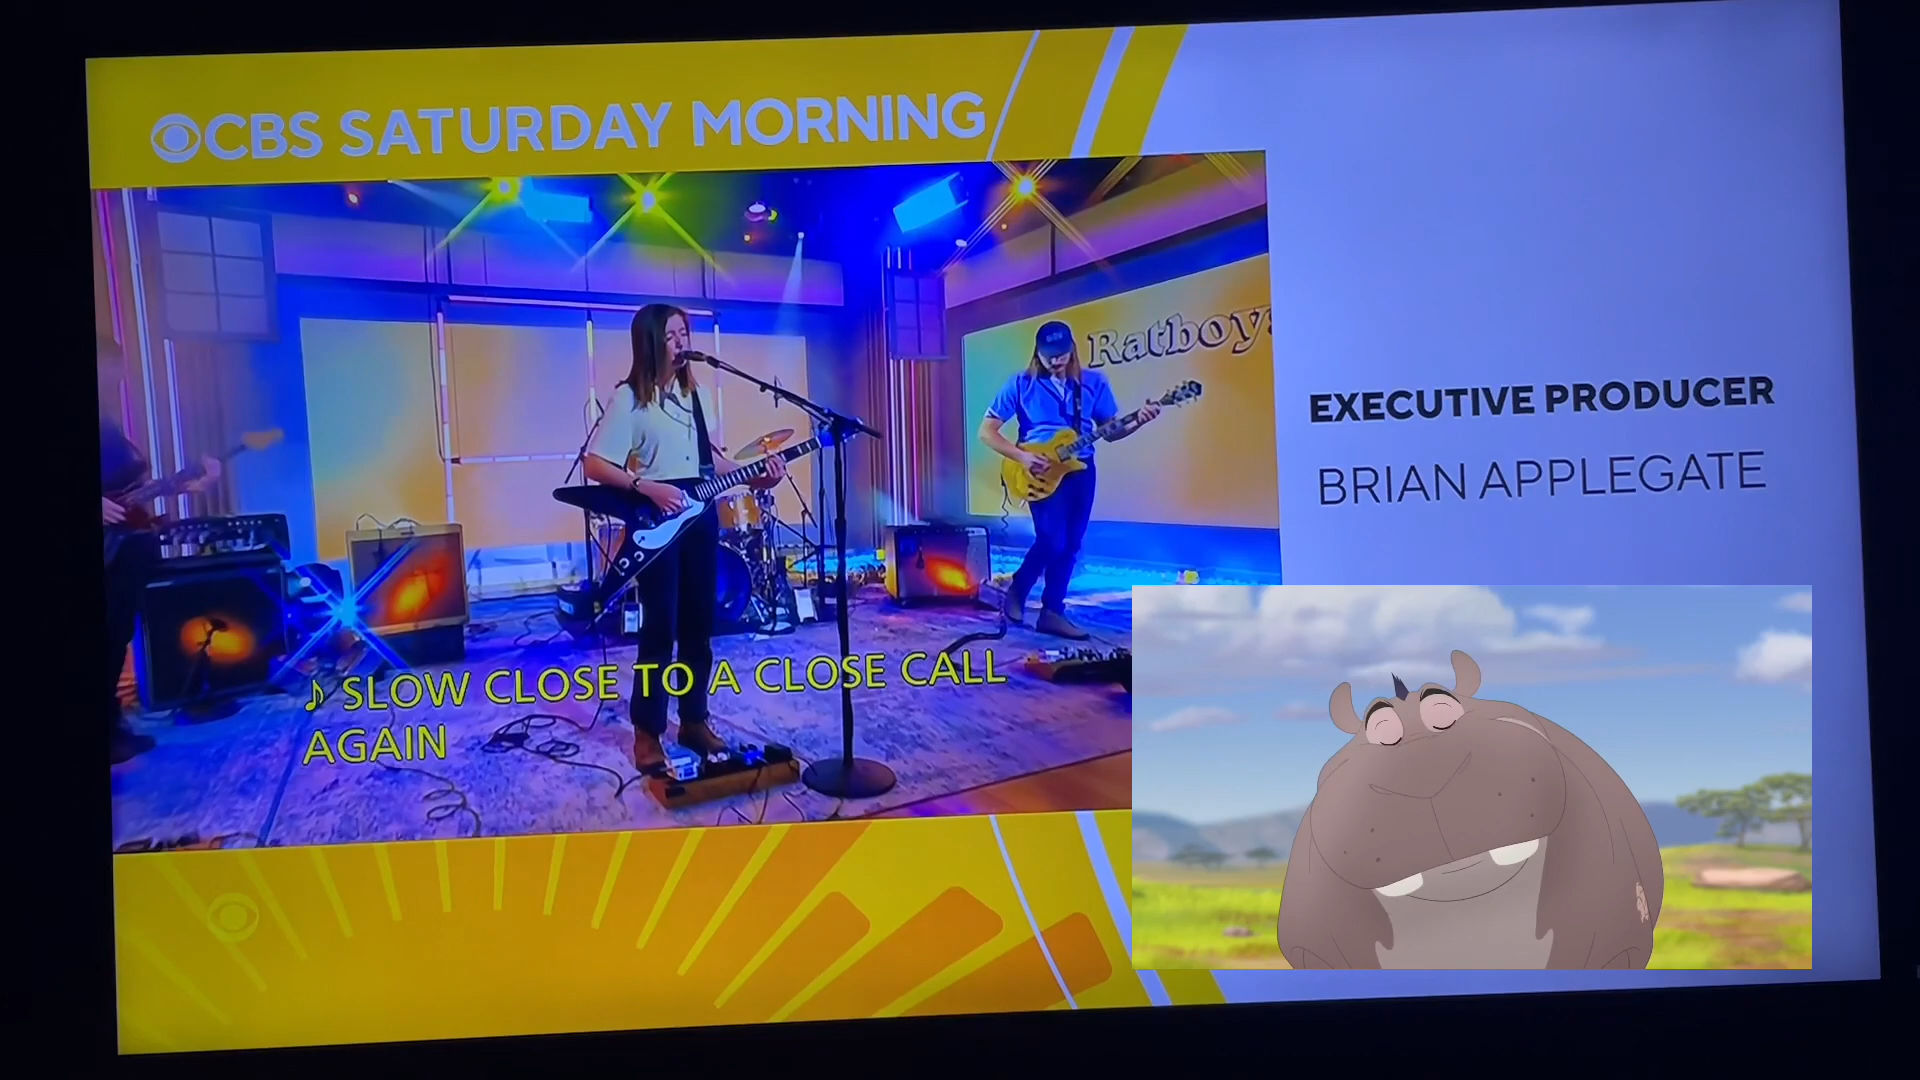 CBS SATURDAY MORNING
Ratboys
EXECUTIVE PRODUCER
BRIAN APPLEGATE
♪ SLOW CLOSE TO A CLOSE CALL
AGAIN